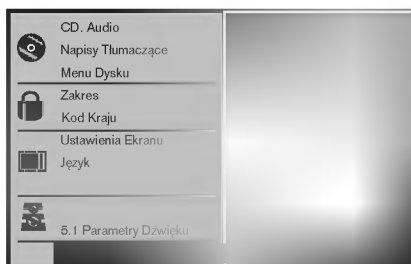 CD. Audio
Napisy Tłumaczące
Menu Dysku
Zakres
Kod Kraju
Ustawienia Ekranu
Język
5.1 Parametry Dźwięku